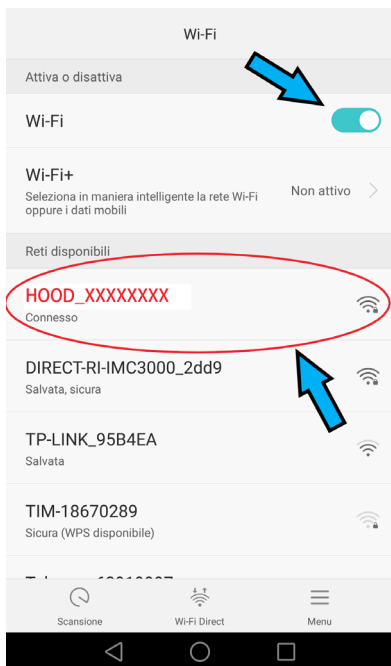 Wi-Fi
Attiva o disattiva
Wi-Fi
Wi-Fi+
Seleziona in maniera intelligente la rete Wi-Fi
oppure i dati mobili
Non attivo
Reti disponibili
HOOD_XXXXXXXX
Connesso
DIRECT-RI-IMC3000_2dd9
Salvata, sicura
TP-LINK_95B4EA
Salvata
TIM-18670289
Sicura (WPS disponibile)
Scansione
Wi-Fi Direct
Menu